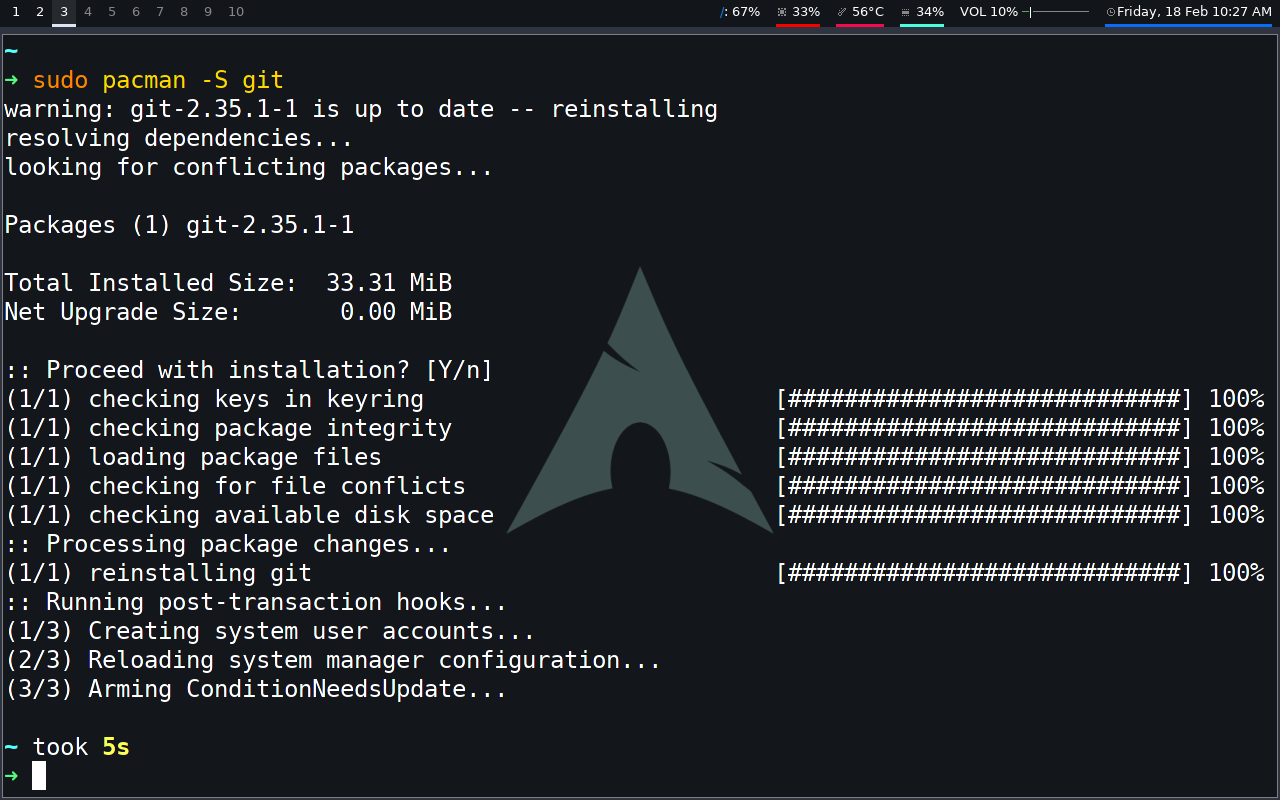 1 2 3 4 5 6 7 8 9 10 /: 67% 33% 56°C 34% VOL 10% Friday, 18 Feb 10:27 AM
~
➜ sudo pacman -S git
warning: git-2.35.1-1 is up to date -- reinstalling
resolving dependencies...
looking for conflicting packages...
Packages (1) git-2.35.1-1
Total Installed Size:  33.31 MiB
Net Upgrade Size:       0.00 MiB
:: Proceed with installation? [Y/n]
(1/1) checking keys in keyring [############################] 100%
(1/1) checking package integrity [############################] 100%
(1/1) loading package files [############################] 100%
(1/1) checking for file conflicts [############################] 100%
(1/1) checking available disk space [############################] 100%
:: Processing package changes...
(1/1) reinstalling git [############################] 100%
:: Running post-transaction hooks...
(1/3) Creating system user accounts...
(2/3) Reloading system manager configuration...
(3/3) Arming ConditionNeedsUpdate...
~ took 5s
➜